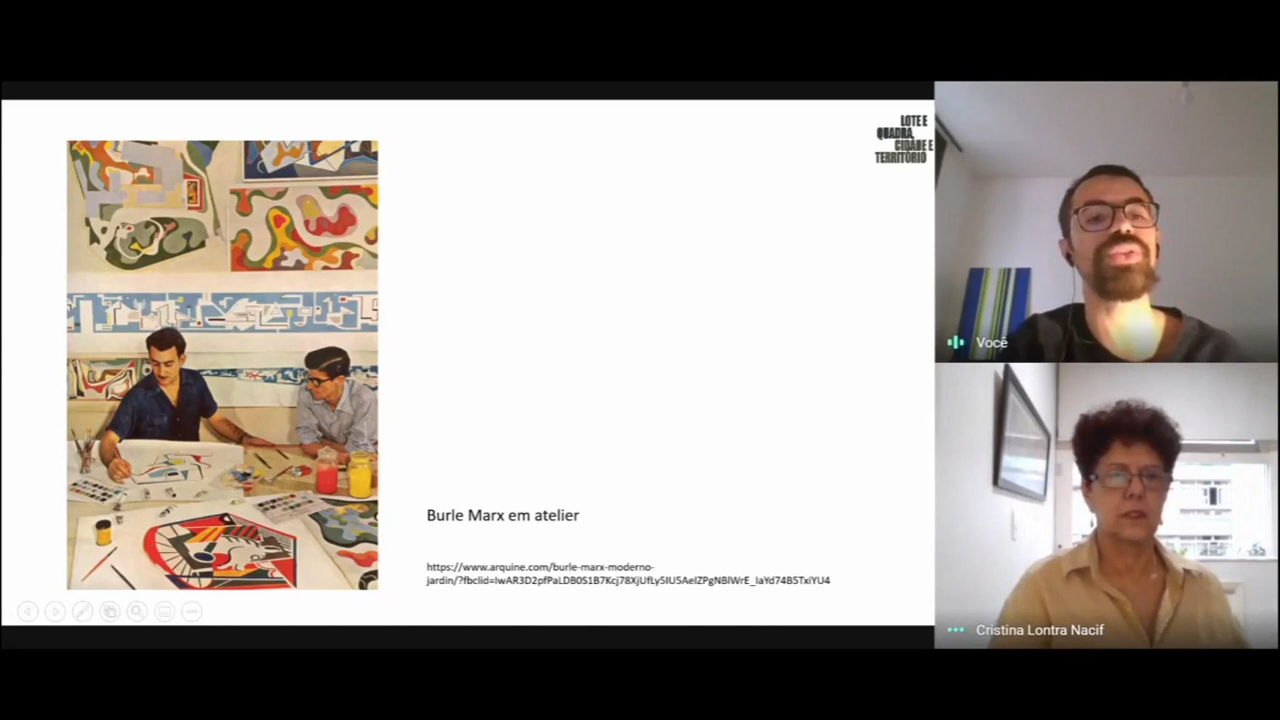 LOTE E
QUADRA,
CIDADE E
TERRITÓRIO
Burle Marx em atelier
https://www.arquine.com/burle-marx-moderno-
jardin/?fbclid=IwAR3D2pfPaLDB0S1B7Kcj78XjUfLy5IU5AeIZPgNBlWrE_IaYd74B5TxiYU4
Você
Cristina Lontra Nacif